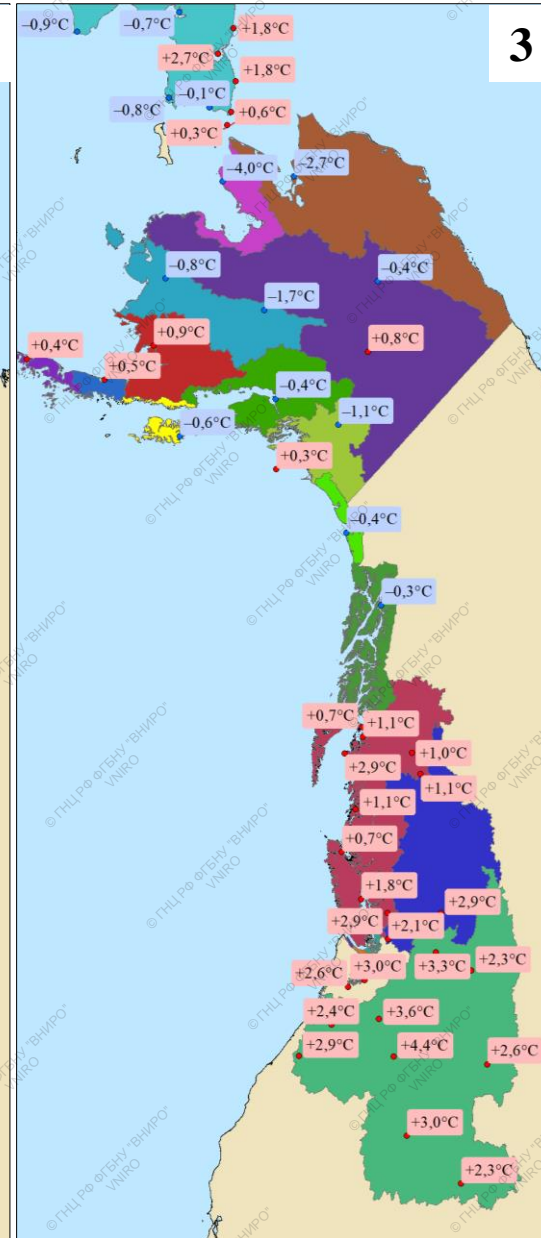 3
–0,9°C
–0,7°C
+1,8°C
+2,7°C
+1,8°C
–0,1°C
–0,8°C
+0,6°C
+0,3°C
–4,0°C
–2,7°C
–0,8°C
–0,4°C
–1,7°C
+0,9°C
+0,8°C
+0,4°C
+0,5°C
–0,4°C
–0,6°C
–1,1°C
+0,3°C
–0,4°C
–0,3°C
+0,7°C
+1,1°C
+2,9°C
+1,0°C
+1,1°C
+1,1°C
+0,7°C
+1,8°C
+2,9°C
+2,9°C
+2,1°C
+2,6°C
+3,0°C
+3,3°C
+2,3°C
+2,4°C
+3,6°C
+2,9°C
+4,4°C
+2,6°C
+3,0°C
+2,3°C
© ГНЦ РФ ФГБНУ "ВНИРО"
VNIRO